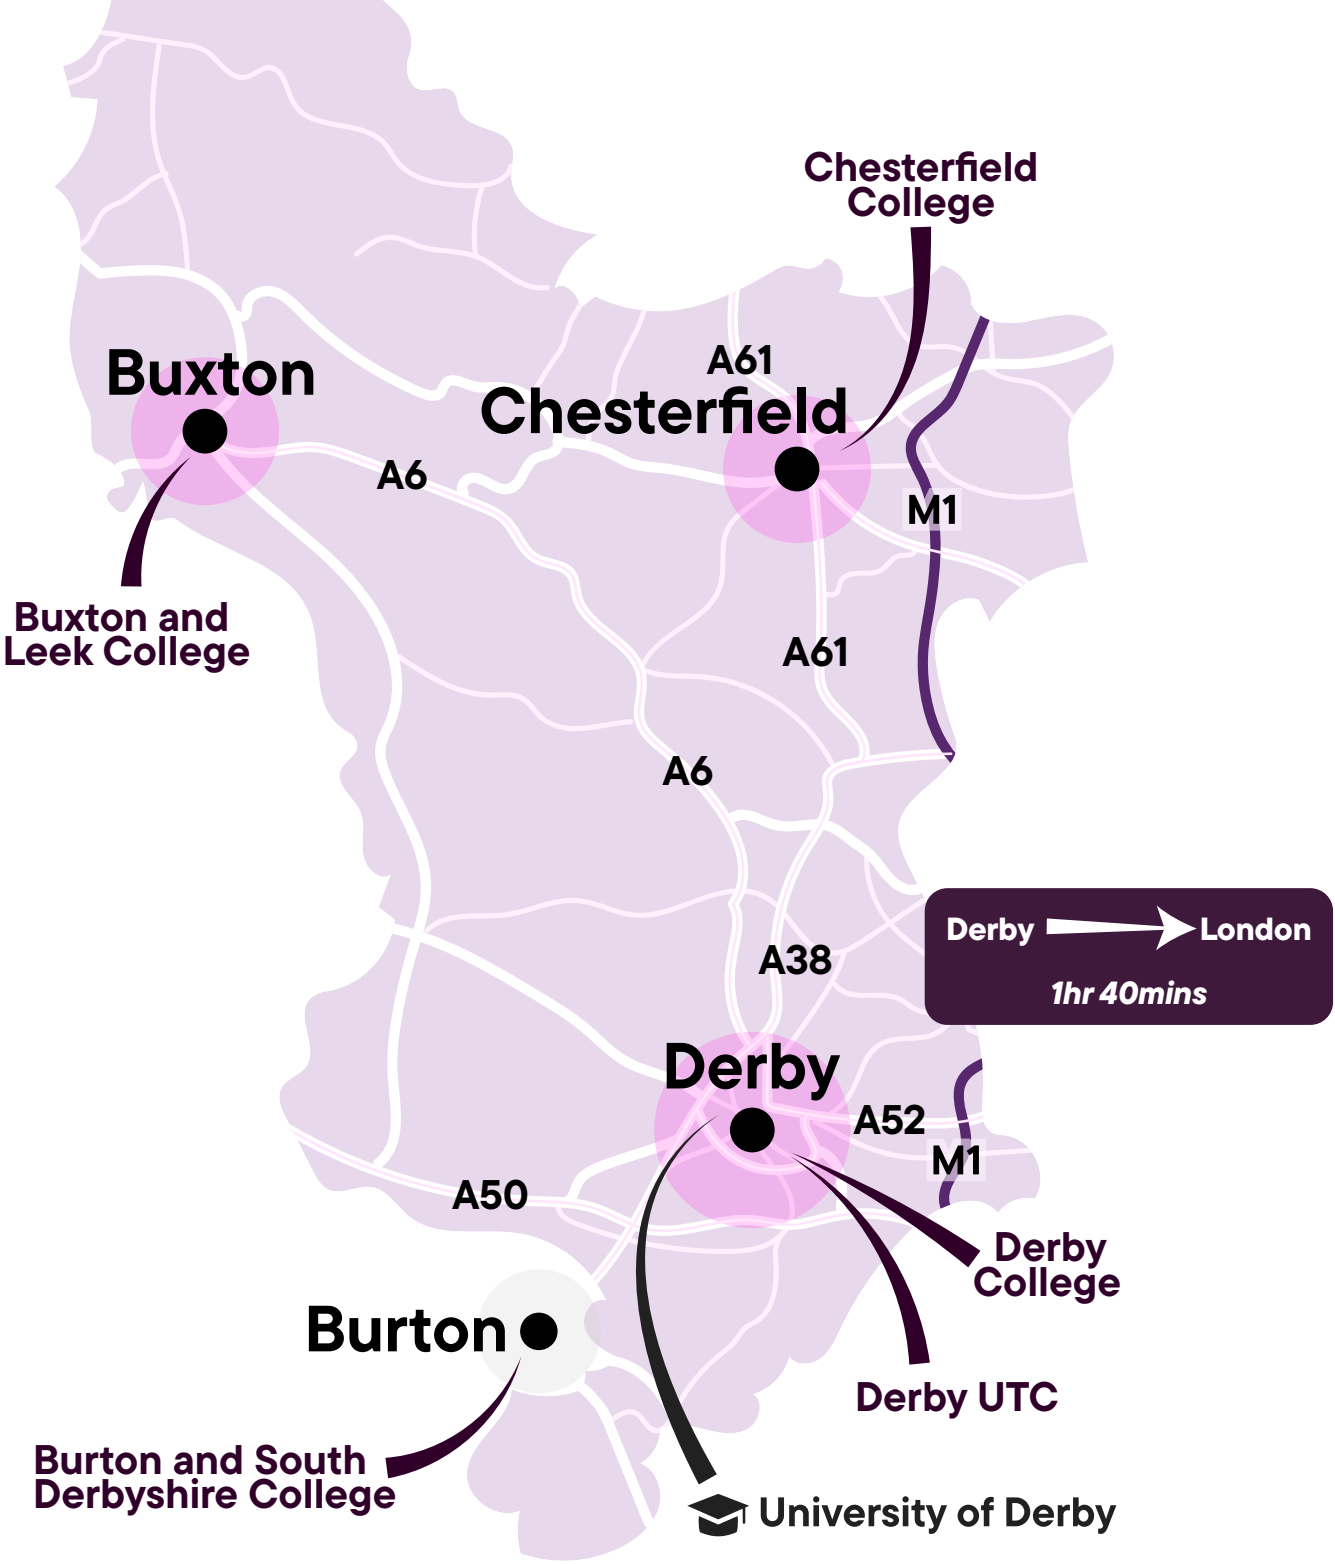 Chesterfield
College
A61
Buxton
Chesterfield
A6
M1
Buxton and
Leek College
A61
A6
Derby
London
1hr 40mins
A38
Derby
A52
M1
A50
Derby
College
Burton
Derby UTC
Burton and South
Derbyshire College
University of Derby